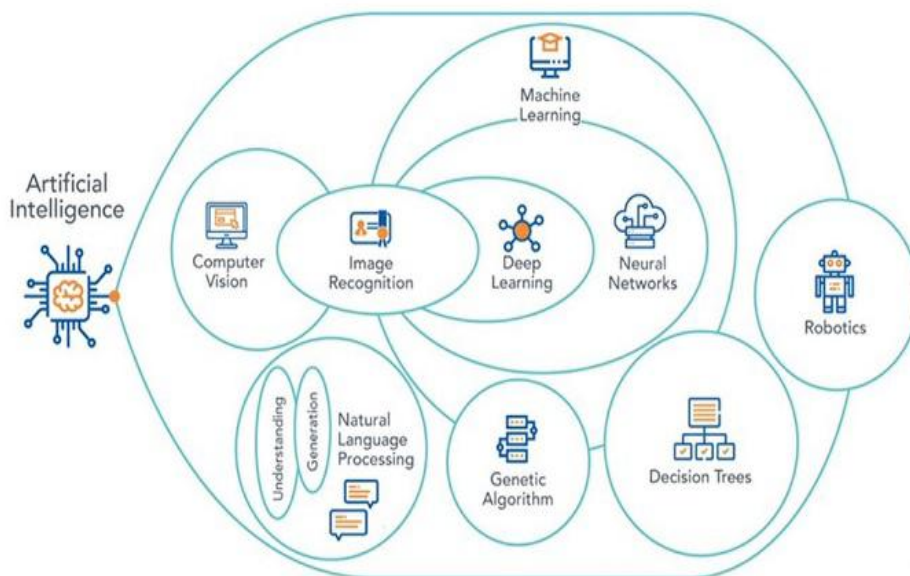 Machine
Learning
Artificial
Intelligence
Computer
Vision
Image
Recognition
Deep
Learning
Neural
Networks
Robotics
Understanding
Generation
Natural
Language
Processing
Genetic
Algorithm
Decision Trees